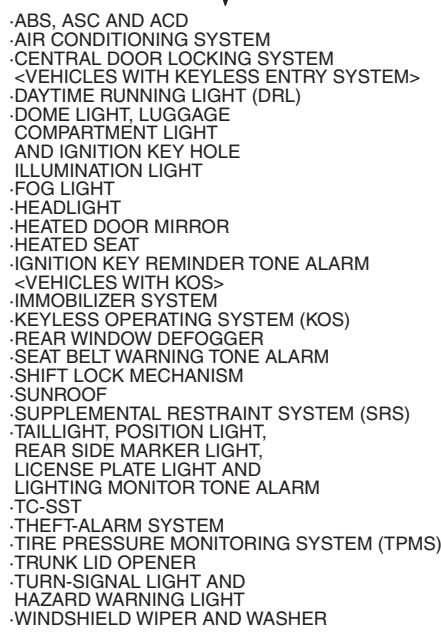 ·ABS, ASC AND ACD
·AIR CONDITIONING SYSTEM
·CENTRAL DOOR LOCKING SYSTEM
<VEHICLES WITH KEYLESS ENTRY SYSTEM>
·DAYTIME RUNNING LIGHT (DRL)
·DOME LIGHT, LUGGAGE
COMPARTMENT LIGHT
AND IGNITION KEY HOLE
ILLUMINATION LIGHT
·FOG LIGHT
·HEADLIGHT
·HEATED DOOR MIRROR
·HEATED SEAT
·IGNITION KEY REMINDER TONE ALARM
<VEHICLES WITH KOS>
·IMMOBILIZER SYSTEM
·KEYLESS OPERATING SYSTEM (KOS)
·REAR WINDOW DEFOGGER
·SEAT BELT WARNING TONE ALARM
·SHIFT LOCK MECHANISM
·SUNROOF
·SUPPLEMENTAL RESTRAINT SYSTEM (SRS)
·TAILLIGHT, POSITION LIGHT,
REAR SIDE MARKER LIGHT,
LICENSE PLATE LIGHT AND
LIGHTING MONITOR TONE ALARM
·TC-SST
·THEFT-ALARM SYSTEM
·TIRE PRESSURE MONITORING SYSTEM (TPMS)
·TRUNK LID OPENER
·TURN-SIGNAL LIGHT AND
HAZARD WARNING LIGHT
·WINDSHIELD WIPER AND WASHER